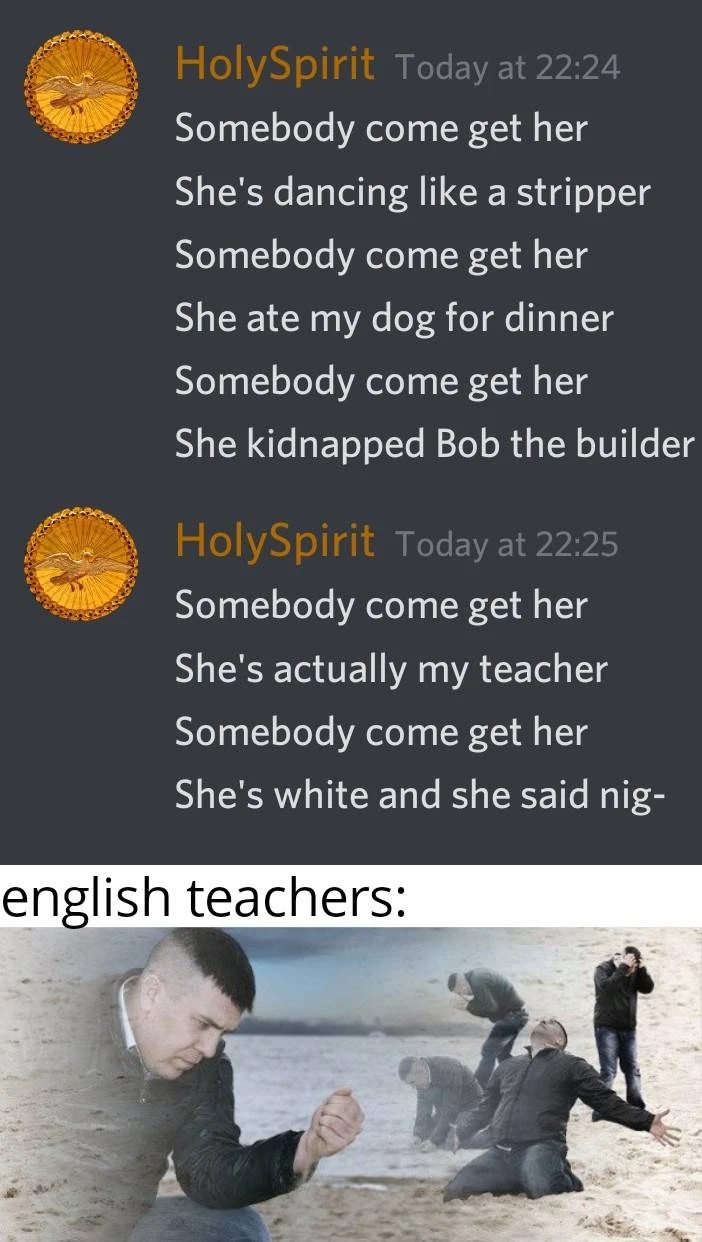 HolySpirit Today at 22:24
Somebody come get her
She's dancing like a stripper
Somebody come get her
She ate my dog for dinner
Somebody come get her
She kidnapped Bob the builder
HolySpirit Today at 22:25
Somebody come get her
She's actually my teacher
Somebody come get her
She's white and she said nig-
english teachers: